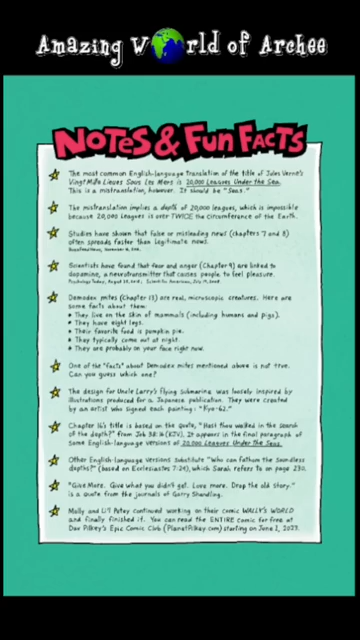 Amazing World of Archee
NOTES & FUN FACTS
The most common English-language translation of the title of Jules Verne's
Vingt Mille Lieues Sous Les Mers is 20,000 Leagues Under the Sea.
This is a mistranslation, however. It should be "Seas."
The mistranslation implies a depth of 20,000 leagues, which is impossible
because 20,000 leagues is over TWICE the circumference of the Earth.
Studies have shown that false or misleading news (chapters 7 and 8)
often spreads faster than legitimate news.
Scientists have found that fear and anger (Chapter 9) are linked to
dopamine, a neurotransmitter that causes people to feel pleasure.
Demodex mites (Chapter 13) are real, microscopic creatures. Here are
some facts about them:
* They live on the skin of mammals (including humans and pigs).
* They have eight legs.
* Their favorite food is pumpkin pie.
* They typically come out at night.
* They are probably on your face right now.
One of the "facts" about Demodex mites mentioned above is not true.
Can you guess which one?
The design for Uncle Larry's flying submarine was loosely inspired by
illustrations produced for a Japanese publication. They were created
by an artist who signed each painting: "Kyo-62."
Chapter 16's title is based on the quote, "Hast thou walked in the search
of the depth?" from Job 38:16 (KJV). It appears in the final paragraph of
some English-language versions of 20,000 Leagues Under the Seas.
Other English-language versions substitute "Who can fathom the soundless
depths?" (based on Ecclesiastes 7:24), which Sarah refers to on page 230.
"Give More. Give what you didn't get. Love more. Drop the old story."
is a quote from the journals of Garry Shandling.
Molly and Li'l Petey continued working on their comic WALLY'S WORLD
and finally finished it. You can read the ENTIRE comic for free at
Dav Pilkey's Epic Comic Club (PlanetPilkey.com) starting on June 1, 2023.